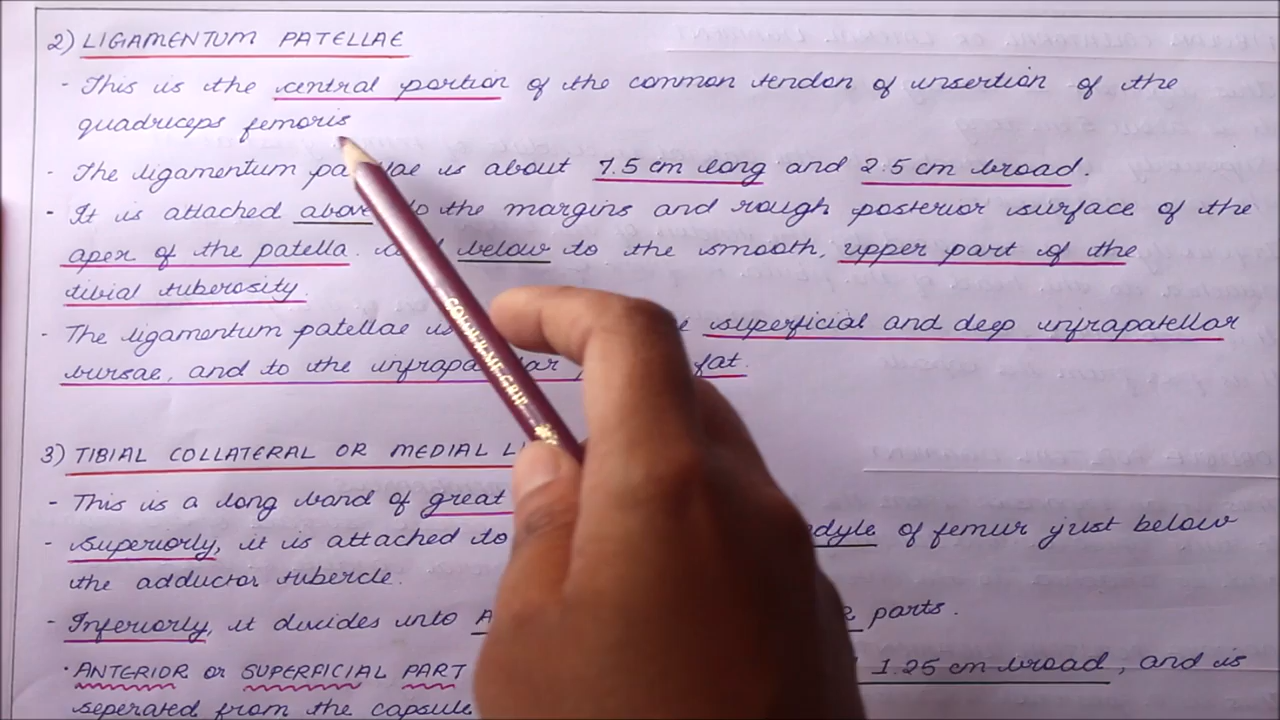 2) LIGAMENTUM PATELLAE
- This is the central portion of the common tendon of insertion of the
quadriceps femoris
- The ligamentum patellae is about 7.5 cm long and 2.5 cm broad.
- It is attached above to the margins and rough posterior surface of the
apex of the patella. and below to the smooth, upper part of the
tibial tuberosity.
- The ligamentum patellae is superficial and deep infrapatellar
bursae, and to the infrapatellar fat.
3) TIBIAL COLLATERAL OR MEDIAL
- This is a long band of great
- Superiorly, it is attached to of femur just below
the adductor tubercle.
- Inferiorly, it divides into parts.
· ANTERIOR or SUPERFICIAL PART 1.25 cm broad, and is
seperated from the capsule
COLOUR ME GRIP